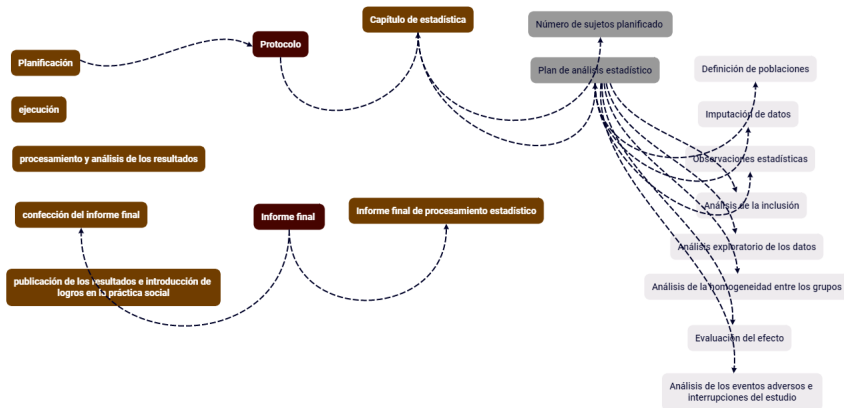 Planificación
Protocolo
Capítulo de estadística
Número de sujetos planificado
Plan de análisis estadístico
Definición de poblaciones
Imputación de datos
Observaciones estadísticas
Análisis de la inclusión
Análisis exploratorio de los datos
Análisis de la homogeneidad entre los grupos
Evaluación del efecto
Análisis de los eventos adversos e
interrupciones del estudio
ejecución
procesamiento y análisis de los resultados
confección del informe final
Informe final
Informe final de procesamiento estadístico
publicación de los resultados e introducción de
logros en la práctica social